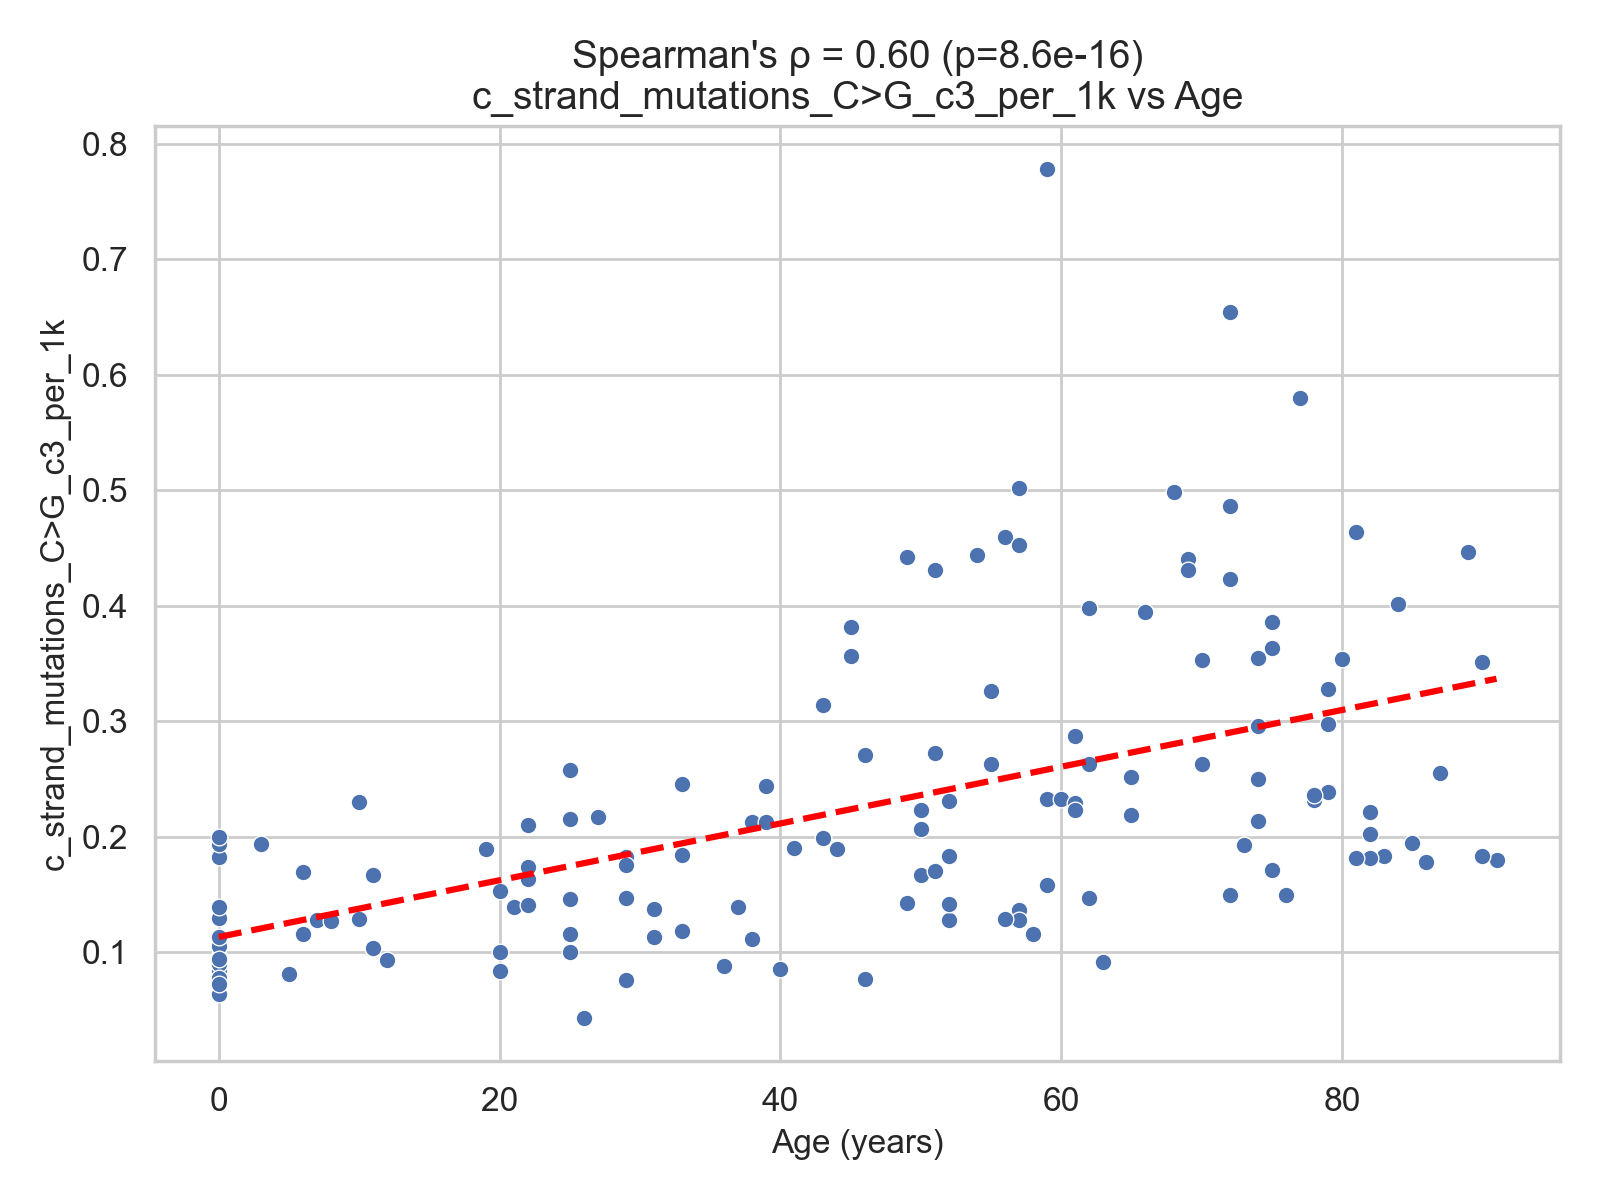 Spearman's ρ = 0.60 (p=8.6e-16)
c_strand_mutations_C>G_c3_per_1k vs Age
c_strand_mutations_C>G_c3_per_1k
0.8
0.7
0.6
0.5
0.4
0.3
0.2
0.1
0 20 40 60 80
Age (years)